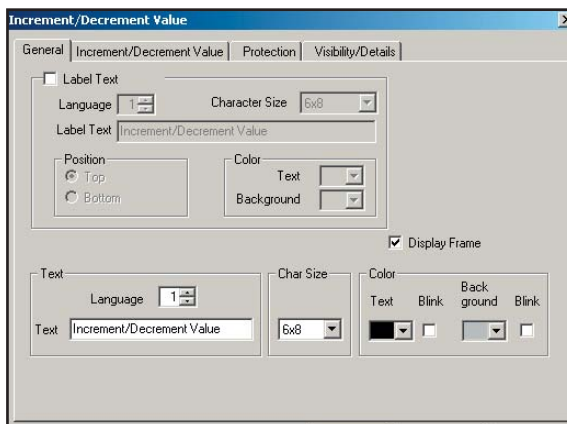 Increment/Decrement Value
General Increment/Decrement Value Protection Visibility/Details
Label Text
Language 1 Character Size 6x8
Label Text Increment/Decrement Value
Position Color
Top Text
Bottom Background
Display Frame
Text Char Size Color
Language 1 Text Blink Back ground Blink
Text Increment/Decrement Value 6x8